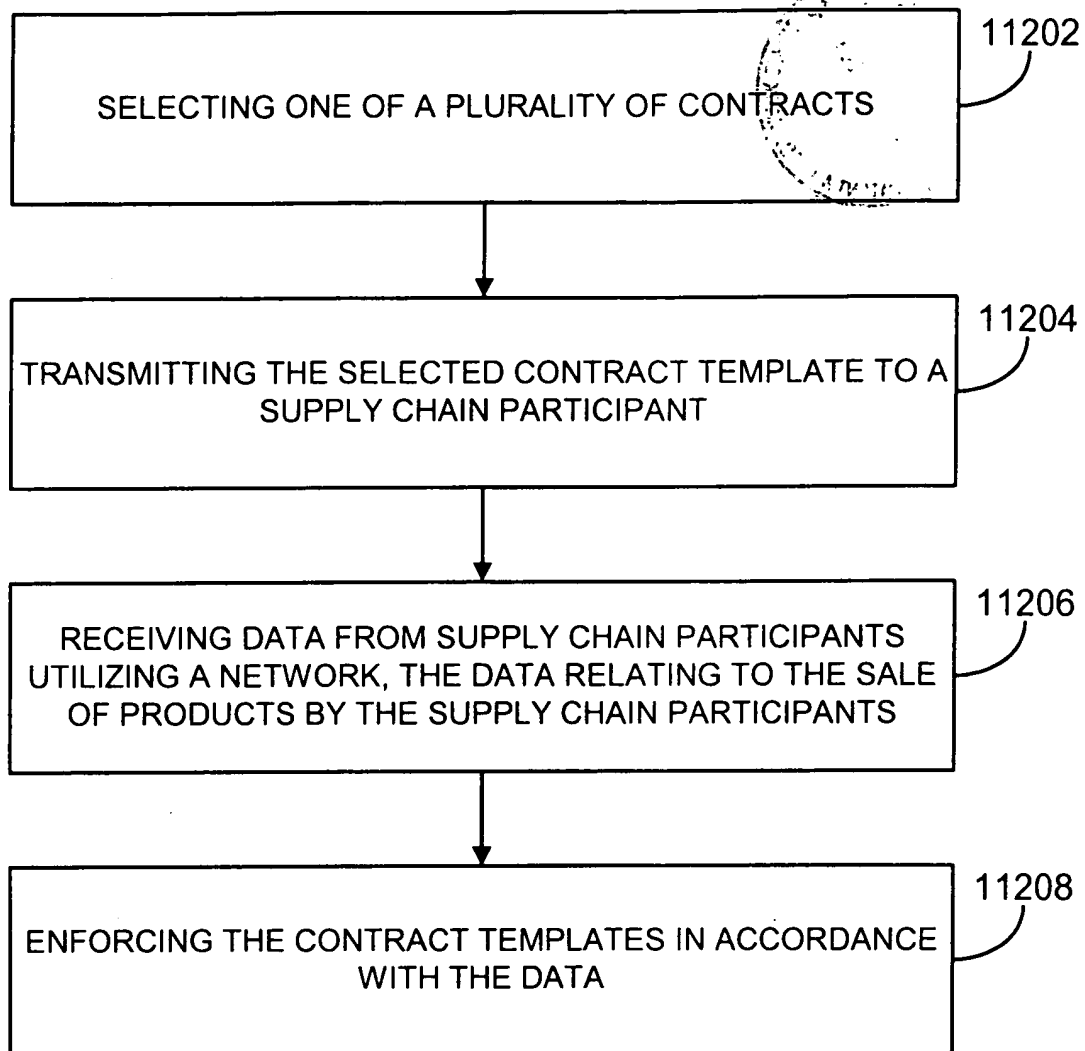 11202
SELECTING ONE OF A PLURALITY OF CONTRACTS
11204
TRANSMITTING THE SELECTED CONTRACT TEMPLATE TO A
SUPPLY CHAIN PARTICIPANT
11206
RECEIVING DATA FROM SUPPLY CHAIN PARTICIPANTS
UTILIZING A NETWORK, THE DATA RELATING TO THE SALE
OF PRODUCTS BY THE SUPPLY CHAIN PARTICIPANTS
11208
ENFORCING THE CONTRACT TEMPLATES IN ACCORDANCE
WITH THE DATA